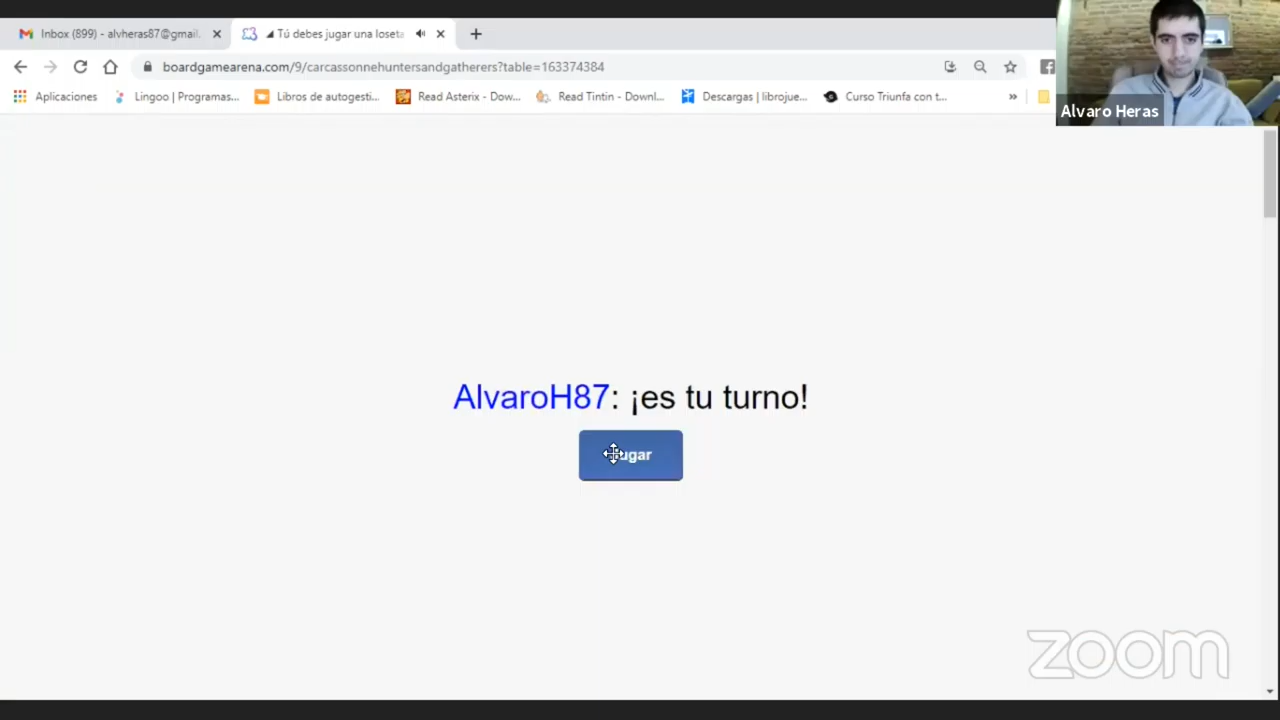 Inbox (899) - alvheras87@gmail.
Tú debes jugar una loseta
boardgamearena.com/9/carcassonnehuntersandgatherers?table=163374384
Aplicaciones
Lingoo | Programas...
Libros de autogesti...
Read Asterix - Dow...
Read Tintin - Downl...
Descargas | librojue...
Curso Triunfa con t...
»
Alvaro Heras
AlvaroH87: ¡es tu turno!
ugar
zoom